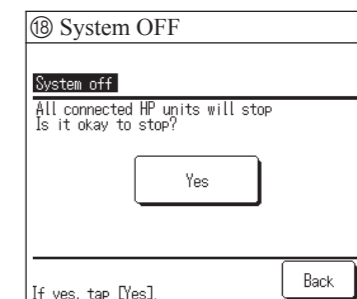 ⑱ System OFF
System off
All connected HP units will stop
Is it okay to stop?
Yes
Back
If yes, tap [Yes].